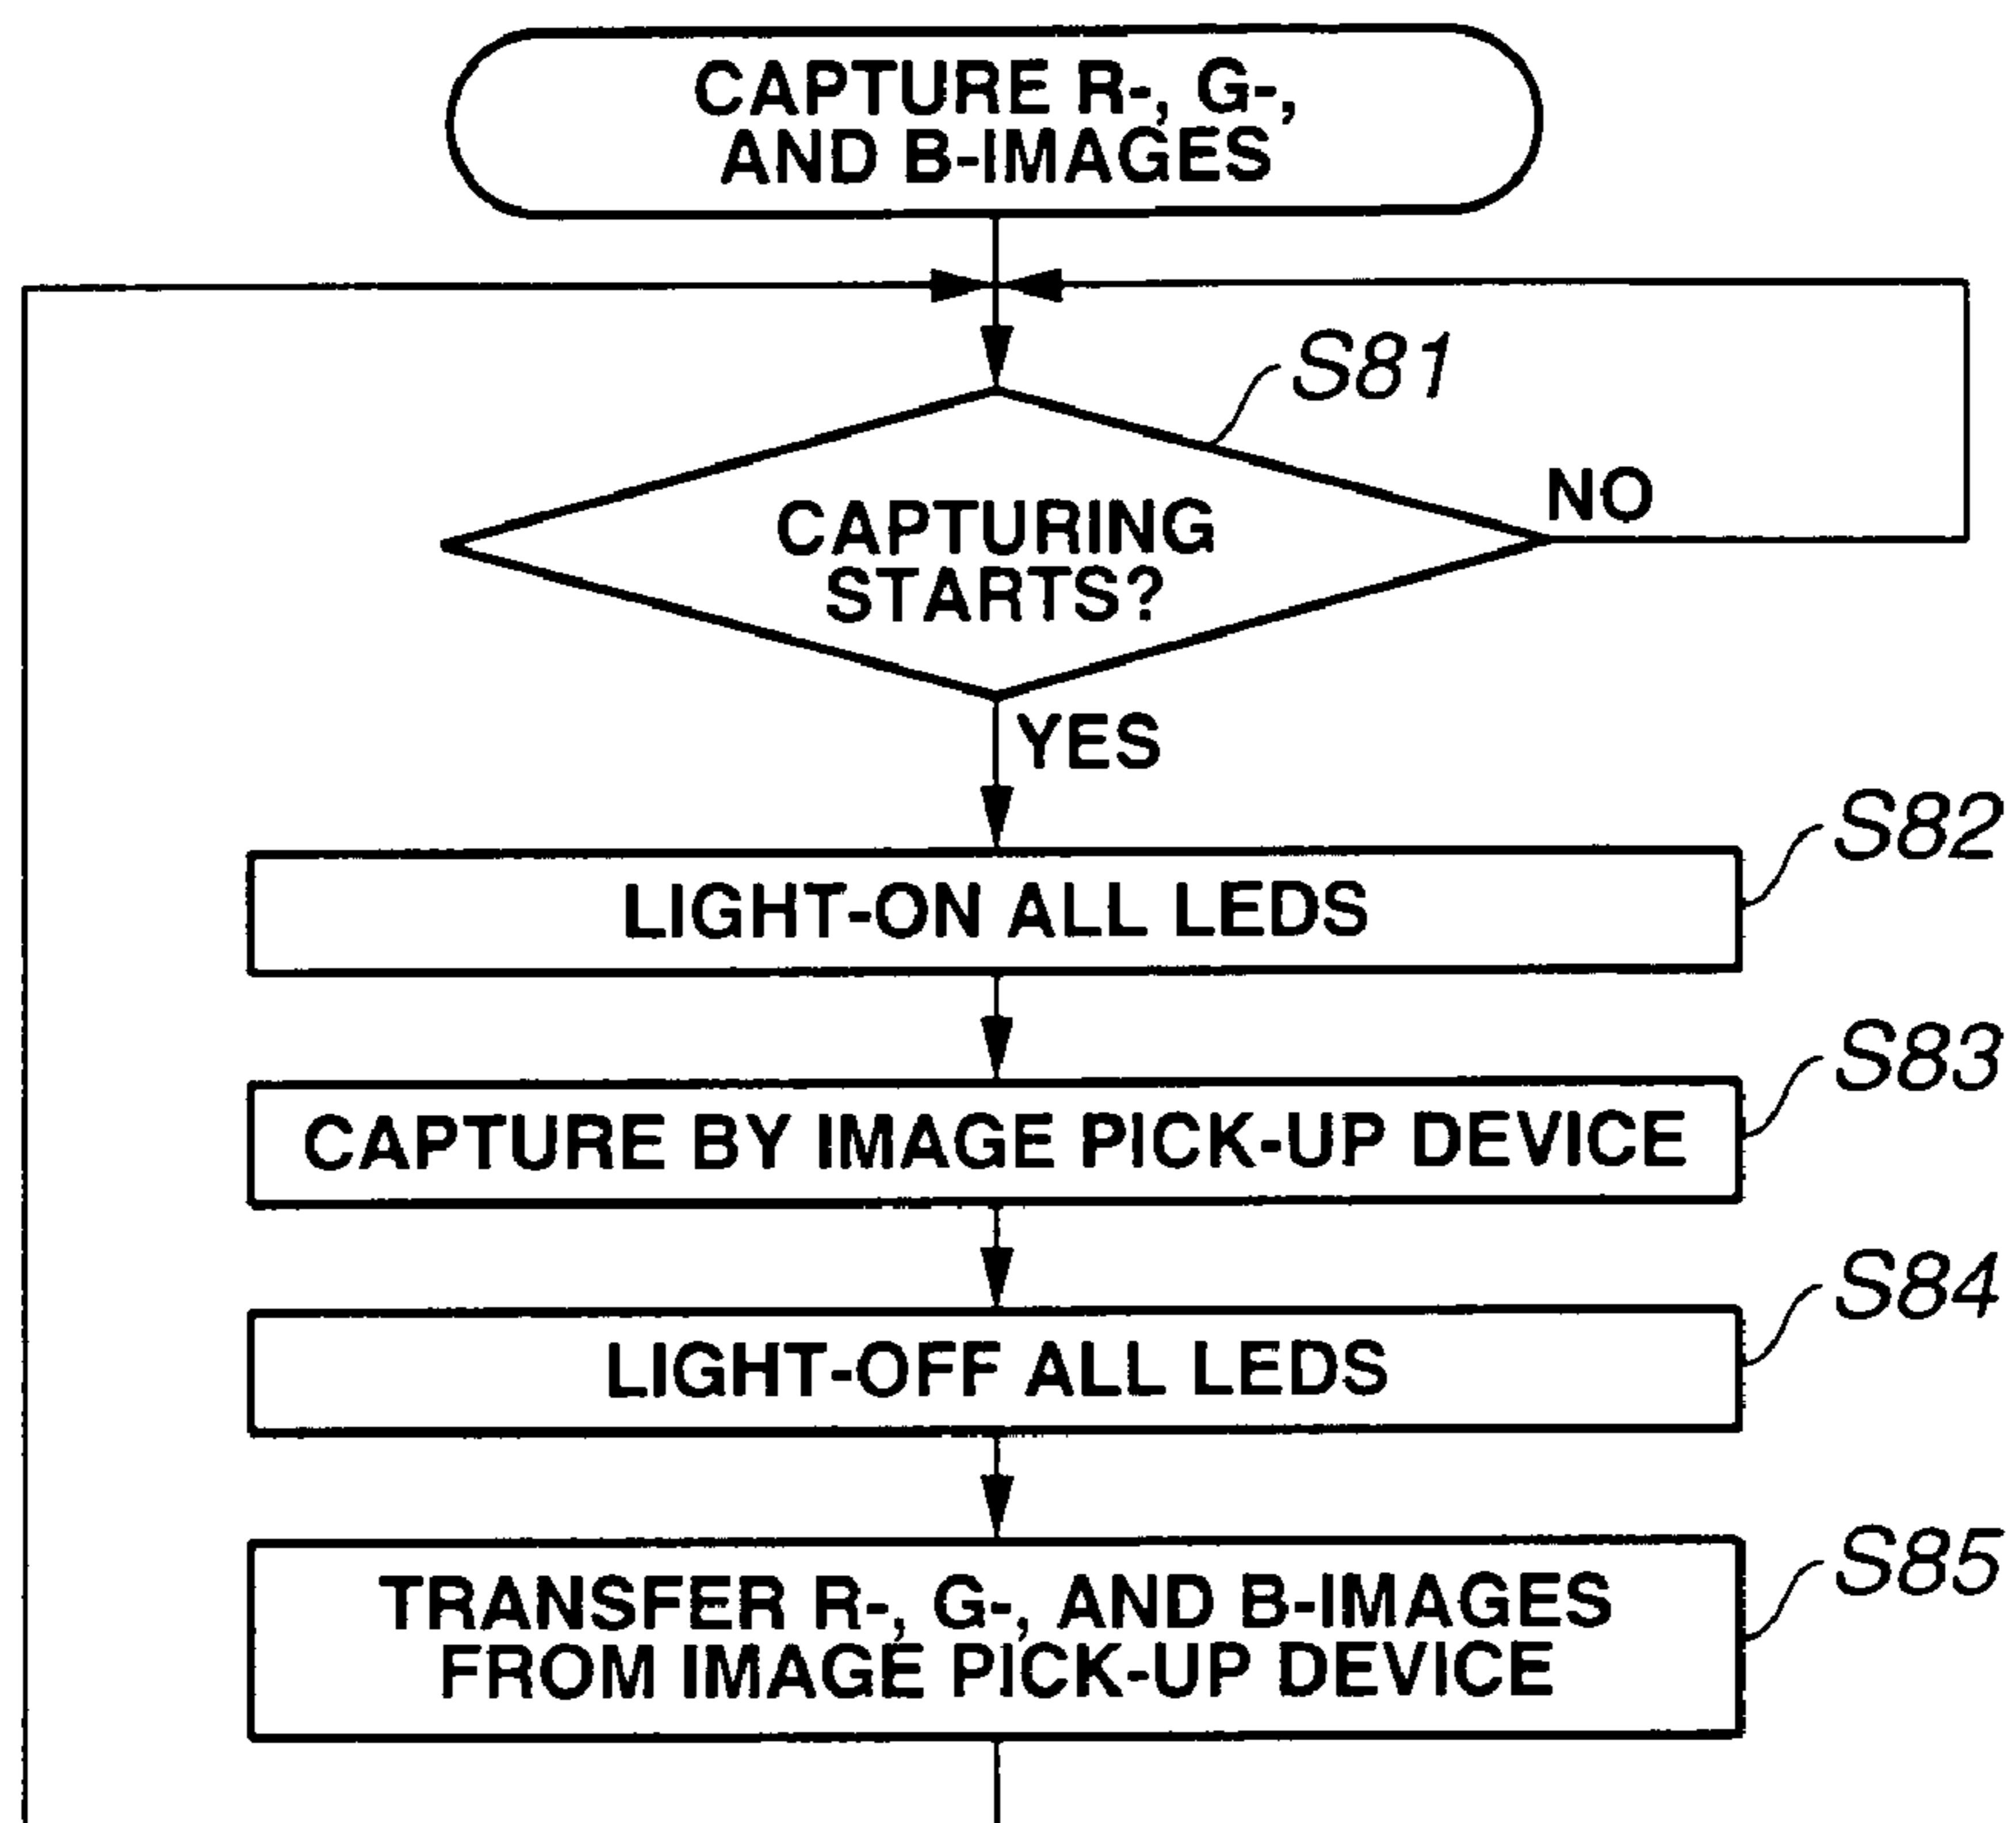 CAPTURE R-, G-,
AND B-IMAGES
S81
CAPTURING
STARTS?
NO
YES
S82
LIGHT-ON ALL LEDS
S83
CAPTURE BY IMAGE PICK-UP DEVICE
S84
LIGHT-OFF ALL LEDS
S85
TRANSFER R-, G-, AND B-IMAGES
FROM IMAGE PICK-UP DEVICE